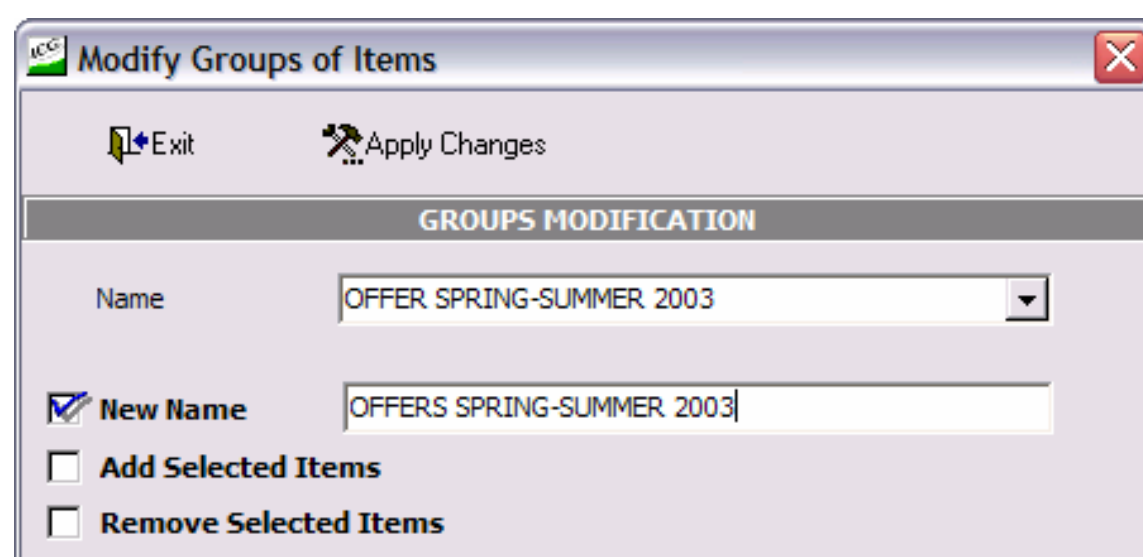 ICG Modify Groups of Items
Exit Apply Changes
GROUPS MODIFICATION
Name OFFER SPRING-SUMMER 2003
New Name OFFERS SPRING-SUMMER 2003
Add Selected Items
Remove Selected Items